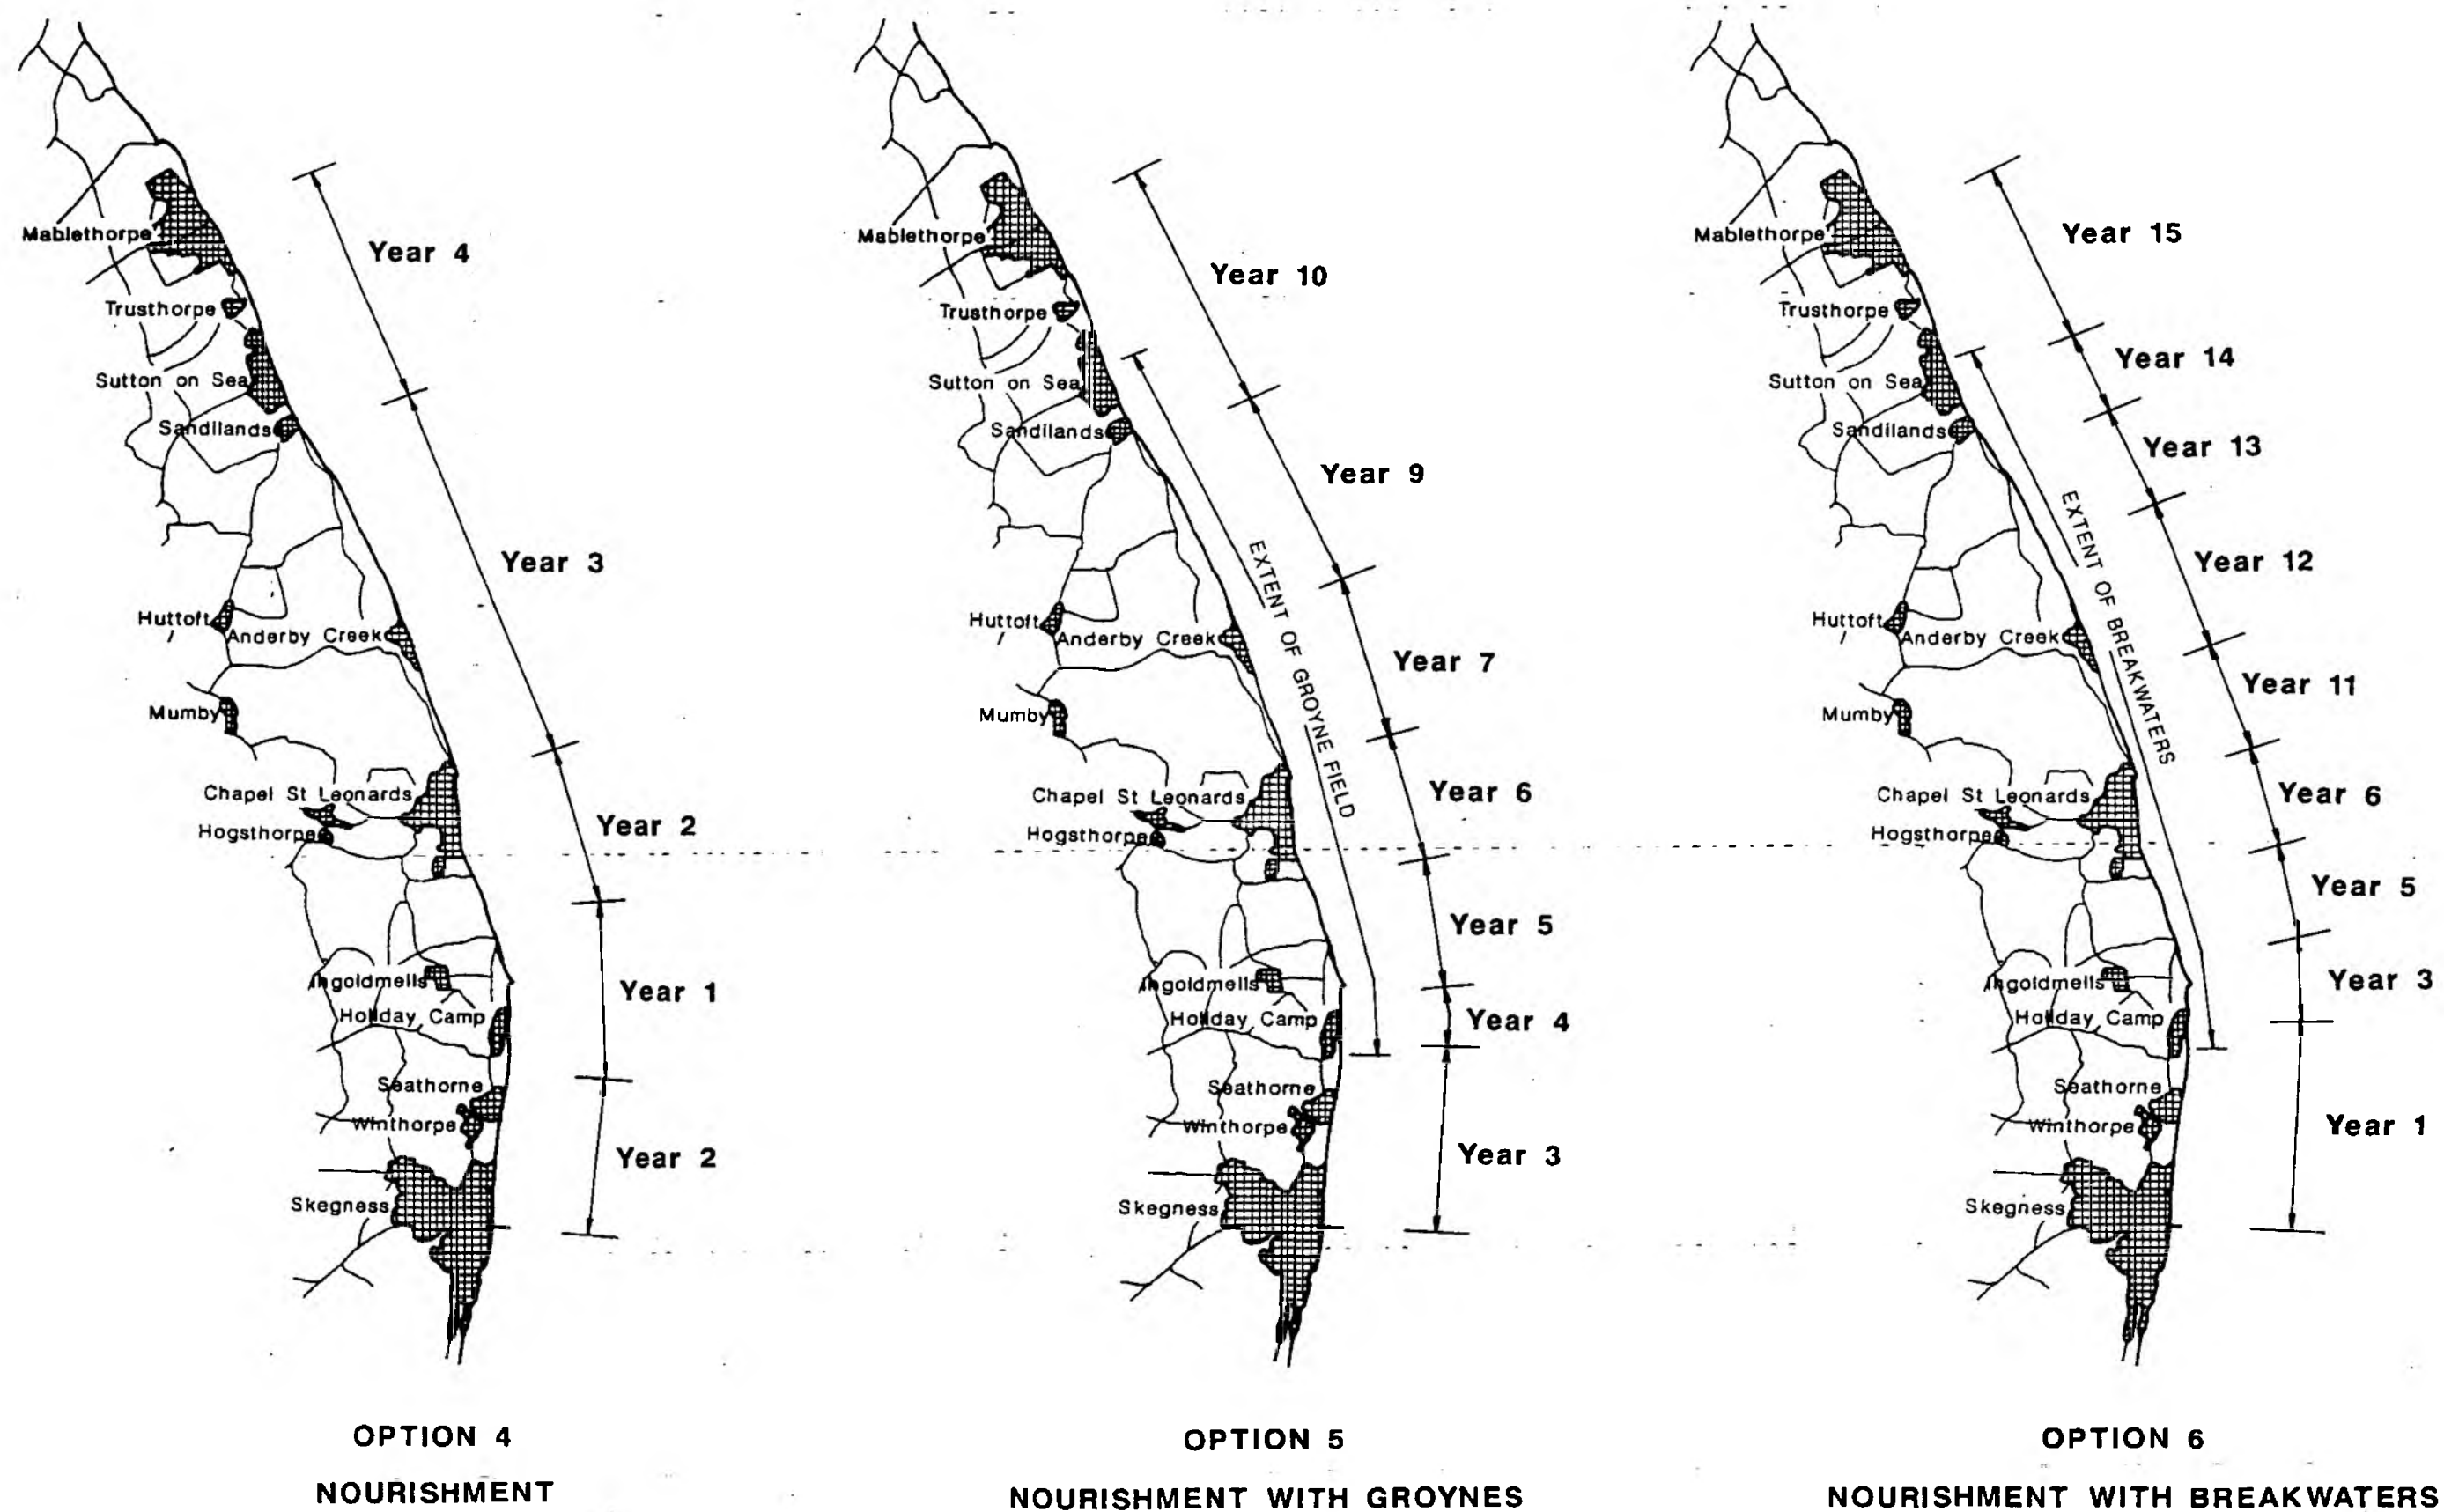 Mablethorpe
Year 4
Trusthorpe
Sutton on Sea
Sandilands
Year 3
Huttoft
Anderby Creek
Mumby
Chapel St Leonards
Year 2
Hogsthorpe
Ingoldmells
Year 1
Holiday Camp
Seathorne
Winthorpe
Year 2
Skegness
OPTION 4
NOURISHMENT
Mablethorpe
Year 10
Trusthorpe
Sutton on Sea
Sandilands
Year 9
EXTENT OF GROYNE FIELD
Huttoft
Anderby Creek
Year 7
Mumby
Chapel St Leonards
Year 6
Hogsthorpe
Year 5
Ingoldmells
Holiday Camp
Year 4
Seathorne
Winthorpe
Year 3
Skegness
OPTION 5
NOURISHMENT WITH GROYNES
Mablethorpe
Year 15
Trusthorpe
Year 14
Sutton on Sea
Sandilands
Year 13
EXTENT OF BREAKWATERS
Year 12
Huttoft
Anderby Creek
Year 11
Mumby
Chapel St Leonards
Year 6
Hogsthorpe
Year 5
Ingoldmells
Year 3
Holiday Camp
Seathorne
Winthorpe
Year 1
Skegness
OPTION 6
NOURISHMENT WITH BREAKWATERS